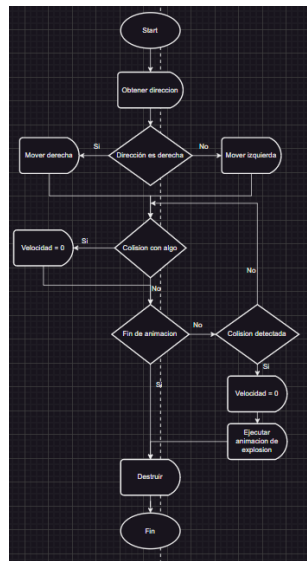 Start
Obtener direccion
Si
No
Mover derecha
Dirección es derecha
Mover izquierda
Si
Velocidad = 0
Colision con algo
No
No
Fin de animacion
No
Colision detectada
Si
Si
Velocidad = 0
Ejecutar
animacion de
explosion
Destruir
Fin